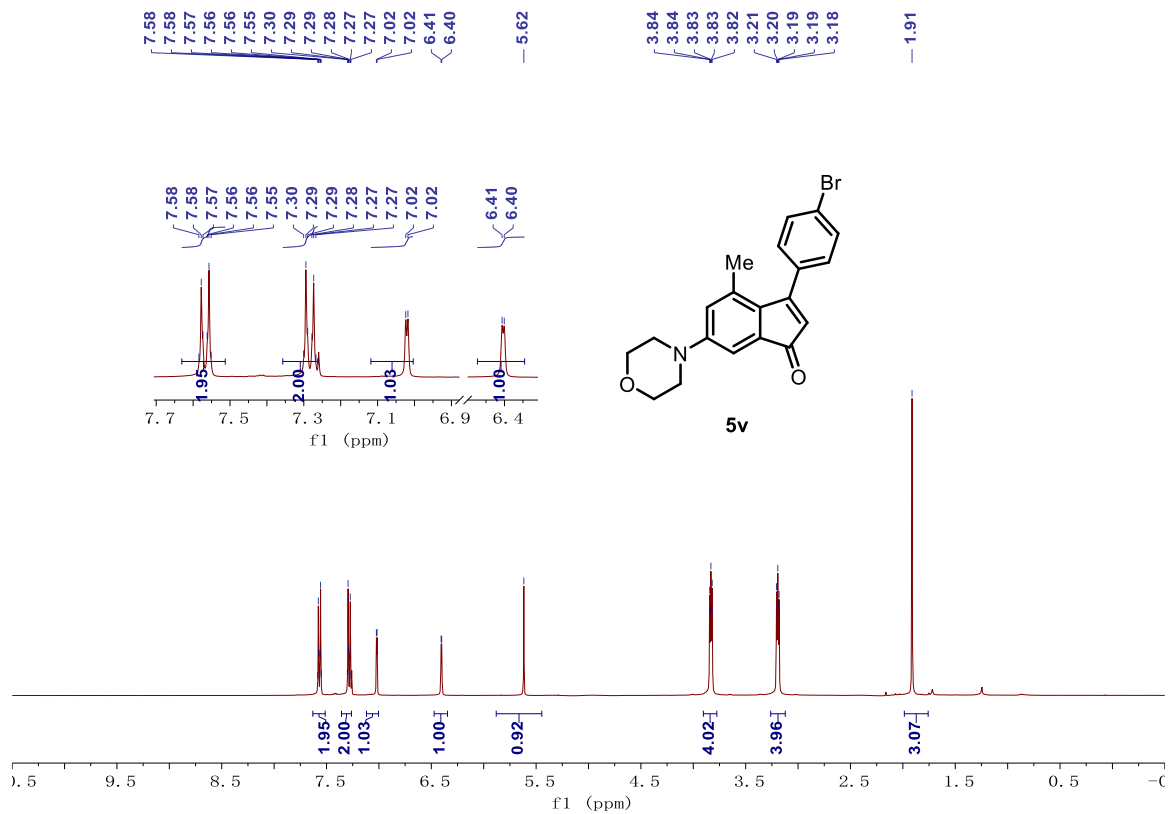 7.58 7.58 7.57 7.56 7.56 7.55 7.30 7.29 7.29 7.28 7.27 7.27 7.02 7.02 6.41 6.40 5.62 3.84 3.84 3.83 3.83 3.82 3.21 3.20 3.19 3.19 3.18 1.91
7.58 7.58 7.57 7.56 7.56 7.55 7.30 7.29 7.29 7.28 7.27 7.27 7.02 7.02 6.41 6.40
Br
Me
N
O
O
5v
1.95 2.00 1.03 1.00
7.7 7.5 7.3 7.1 6.9 6.4
f1 (ppm)
1.95 2.00 1.03 1.00 0.92 4.02 3.96 3.07
9.5 8.5 7.5 6.5 5.5 4.5 3.5 2.5 1.5 0.5
f1 (ppm)